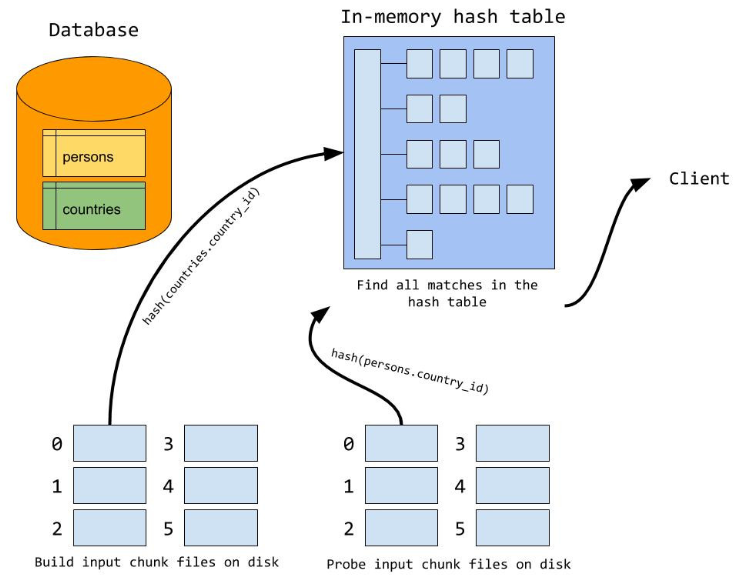 In-memory hash table
Database
persons
countries
hash(countries.country_id)
Client
Find all matches in the
hash table
hash(persons.country_id)
0
3
1
4
2
5
Build input chunk files on disk
0
3
1
4
2
5
Probe input chunk files on disk